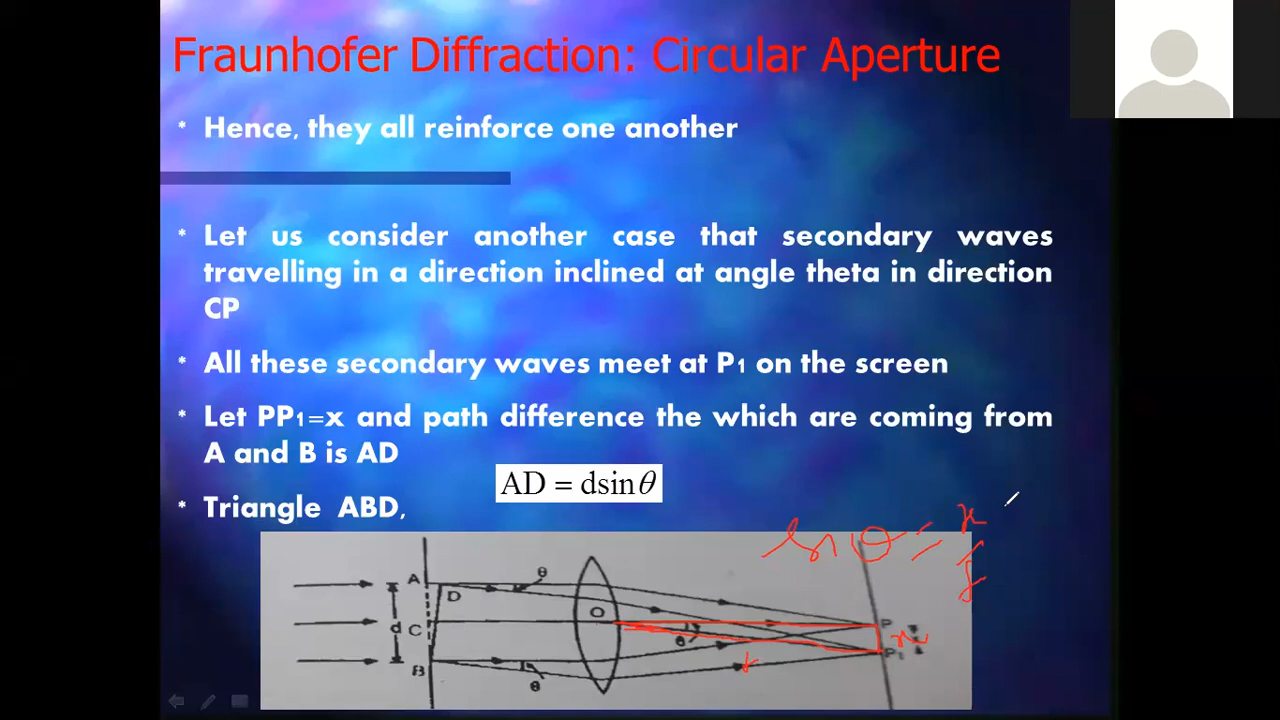 Fraunhofer Diffraction: Circular Aperture
* Hence, they all reinforce one another
* Let us consider another case that secondary waves
travelling in a direction inclined at angle theta in direction
CP
* All these secondary waves meet at P1 on the screen
* Let PP1=x and path difference the which are coming from
A and B is AD
AD = dsinθ
* Triangle ABD,
sin θ = x
f
A
θ
D
d
C
O
P
θ
x
P1
B
θ
f